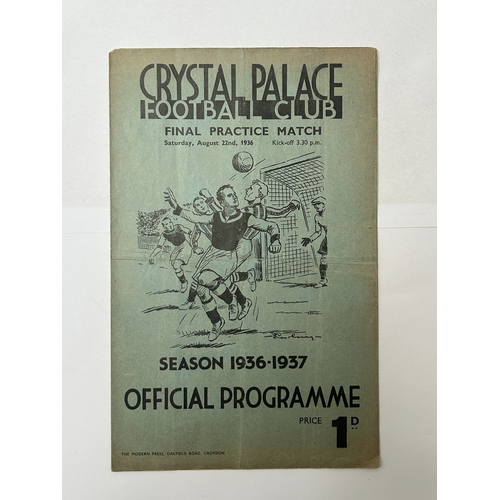 CRYSTAL PALACE
FOOTBALL CLUB
FINAL PRACTICE MATCH
Saturday, August 22nd, 1936 Kick-off 3.30 p.m.
SEASON 1936-1937
OFFICIAL PROGRAMME
PRICE 1D
THE MODERN PRESS, OAKFIELD ROAD, CROYDON